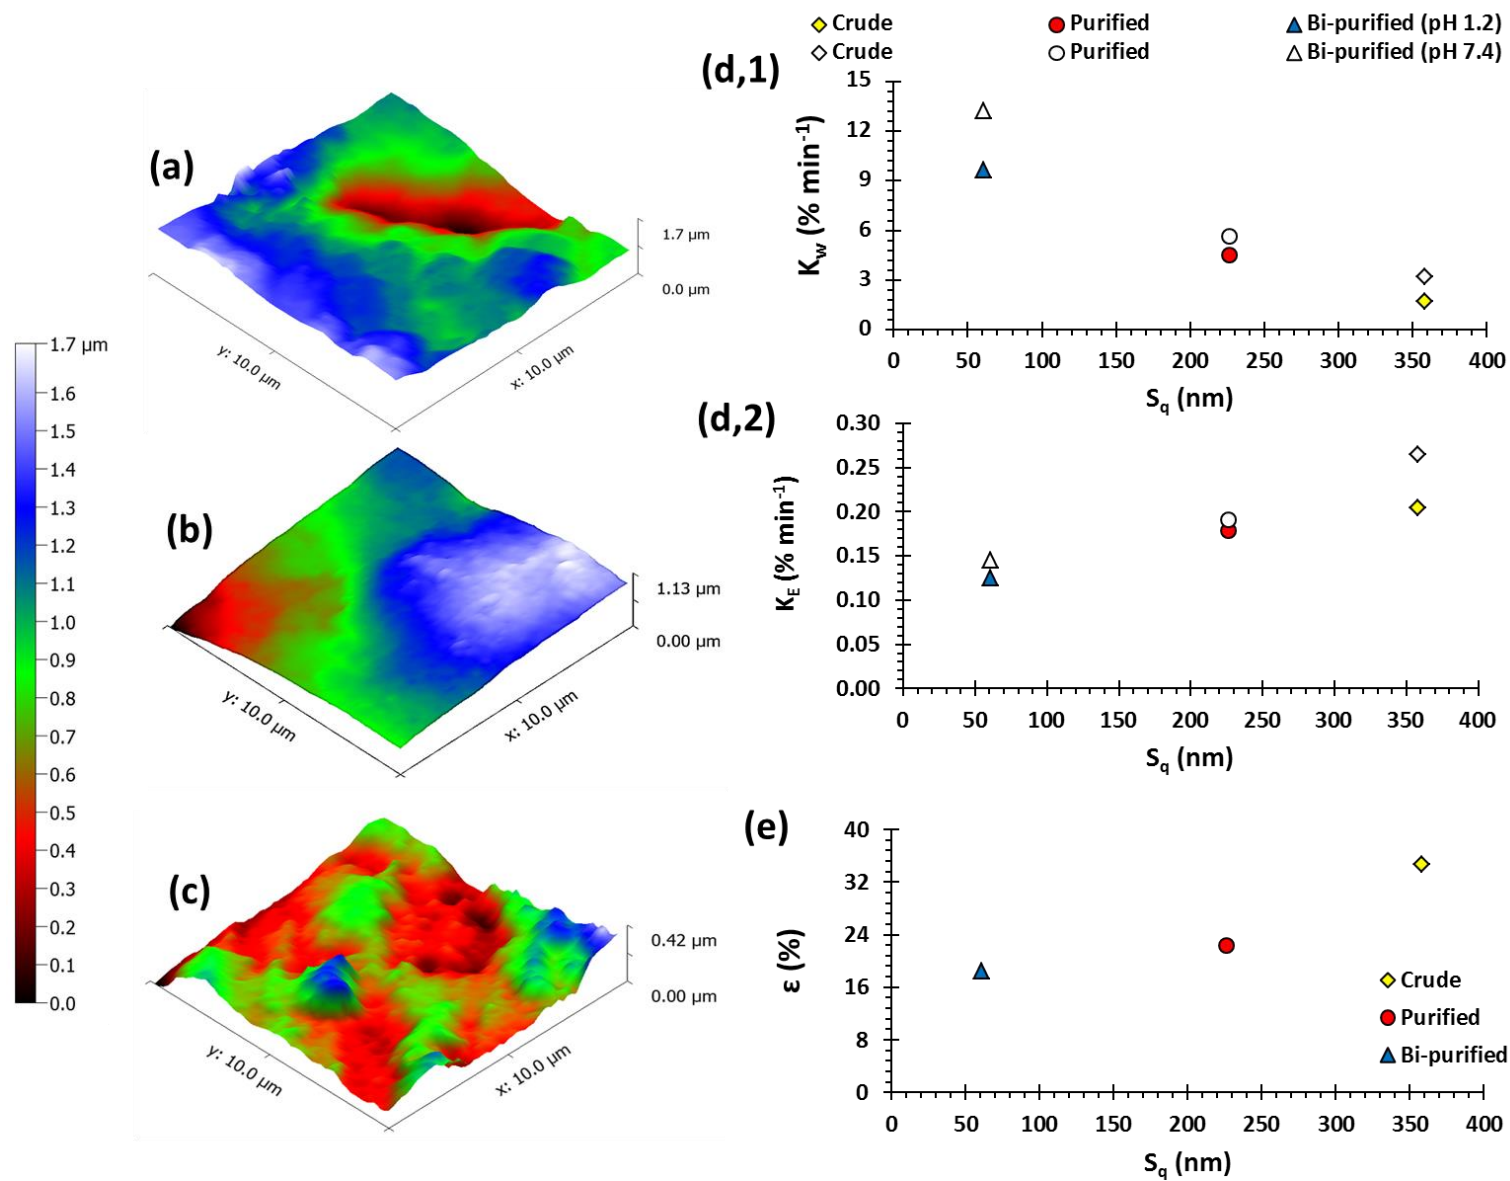 Crude Purified Bi-purified (pH 1.2)
Crude Purified Bi-purified (pH 7.4)
(a)
1.7 µm
0.0 µm
y: 10.0 µm
x: 10.0 µm
1.7 µm
1.6
1.5
1.4
1.3
1.2
1.1
1.0
0.9
0.8
0.7
0.6
0.5
0.4
0.3
0.2
0.1
0.0
(b)
1.13 µm
0.00 µm
y: 10.0 µm
x: 10.0 µm
(c)
0.42 µm
0.00 µm
y: 10.0 µm
x: 10.0 µm
(d,1)
15
12
9
6
3
0
Kw (% min-1)
0 50 100 150 200 250 300 350 400
Sq (nm)
(d,2)
0.30
0.25
0.20
0.15
0.10
0.05
0.00
KE (% min-1)
0 50 100 150 200 250 300 350 400
Sq (nm)
(e)
40
32
24
16
8
0
ε (%)
Crude
Purified
Bi-purified
0 50 100 150 200 250 300 350 400
Sq (nm)